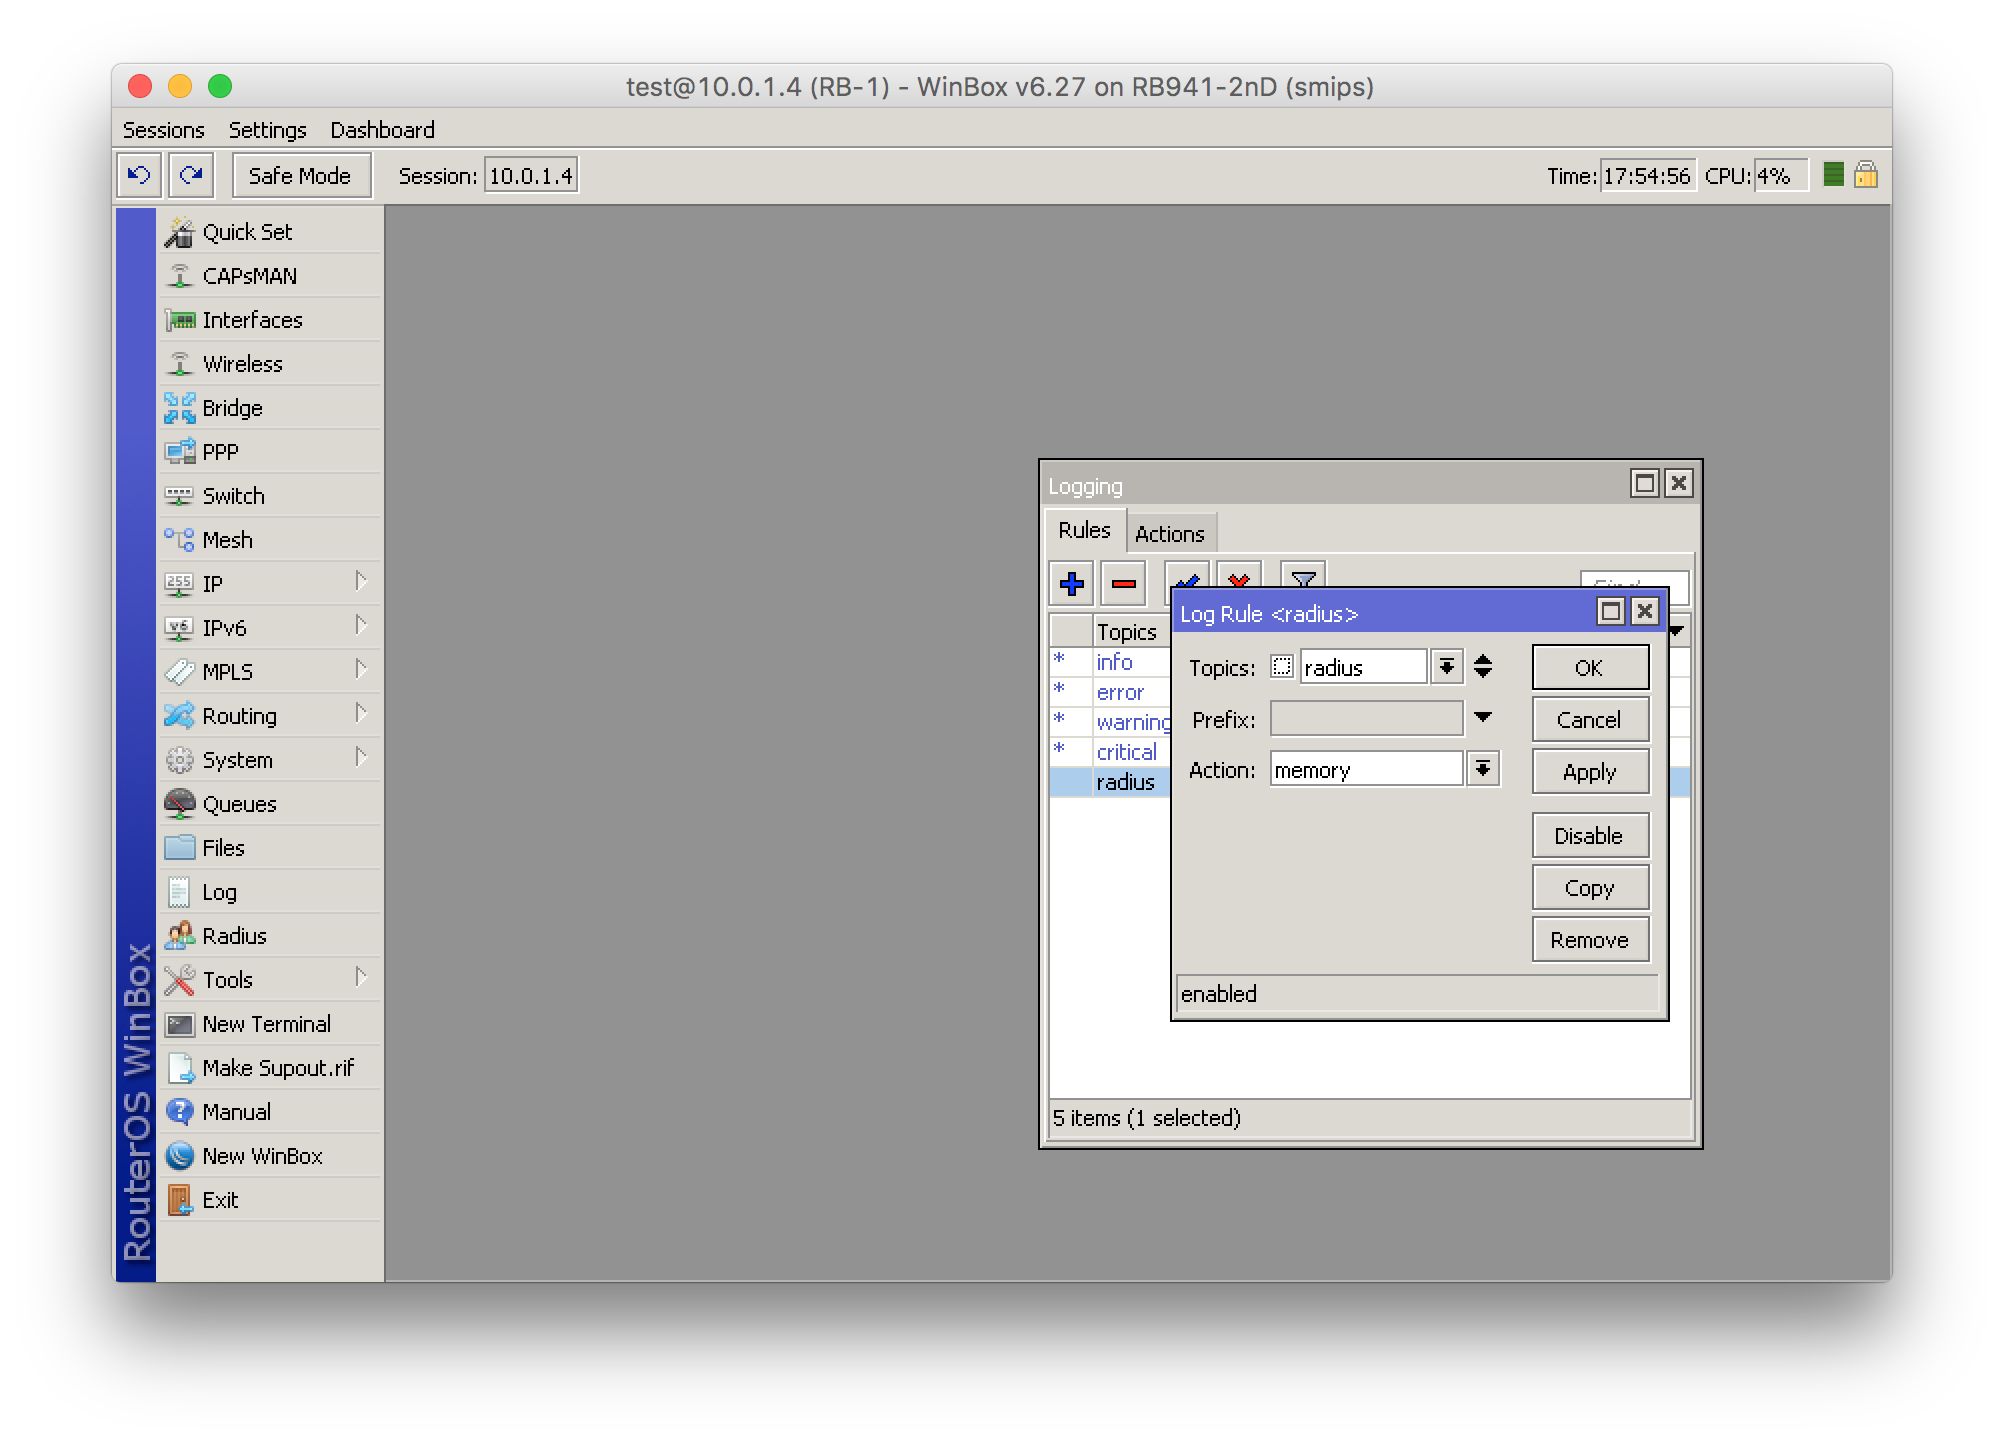 test@10.0.1.4 (RB-1) - WinBox v6.27 on RB941-2nD (smips)
Sessions Settings Dashboard
Safe Mode Session: 10.0.1.4 Time: 17:54:56 CPU: 4%
RouterOS WinBox
Quick Set
CAPsMAN
Interfaces
Wireless
Bridge
PPP
Switch
Mesh
255 IP
v6 IPv6
MPLS
Routing
System
Queues
Files
Log
Radius
Tools
New Terminal
Make Supout.rif
Manual
New WinBox
Exit
Logging
Rules Actions
Topics
* info
* error
* warning
* critical
radius
5 items (1 selected)
Log Rule <radius>
Topics: radius
Prefix:
Action: memory
OK
Cancel
Apply
Disable
Copy
Remove
enabled